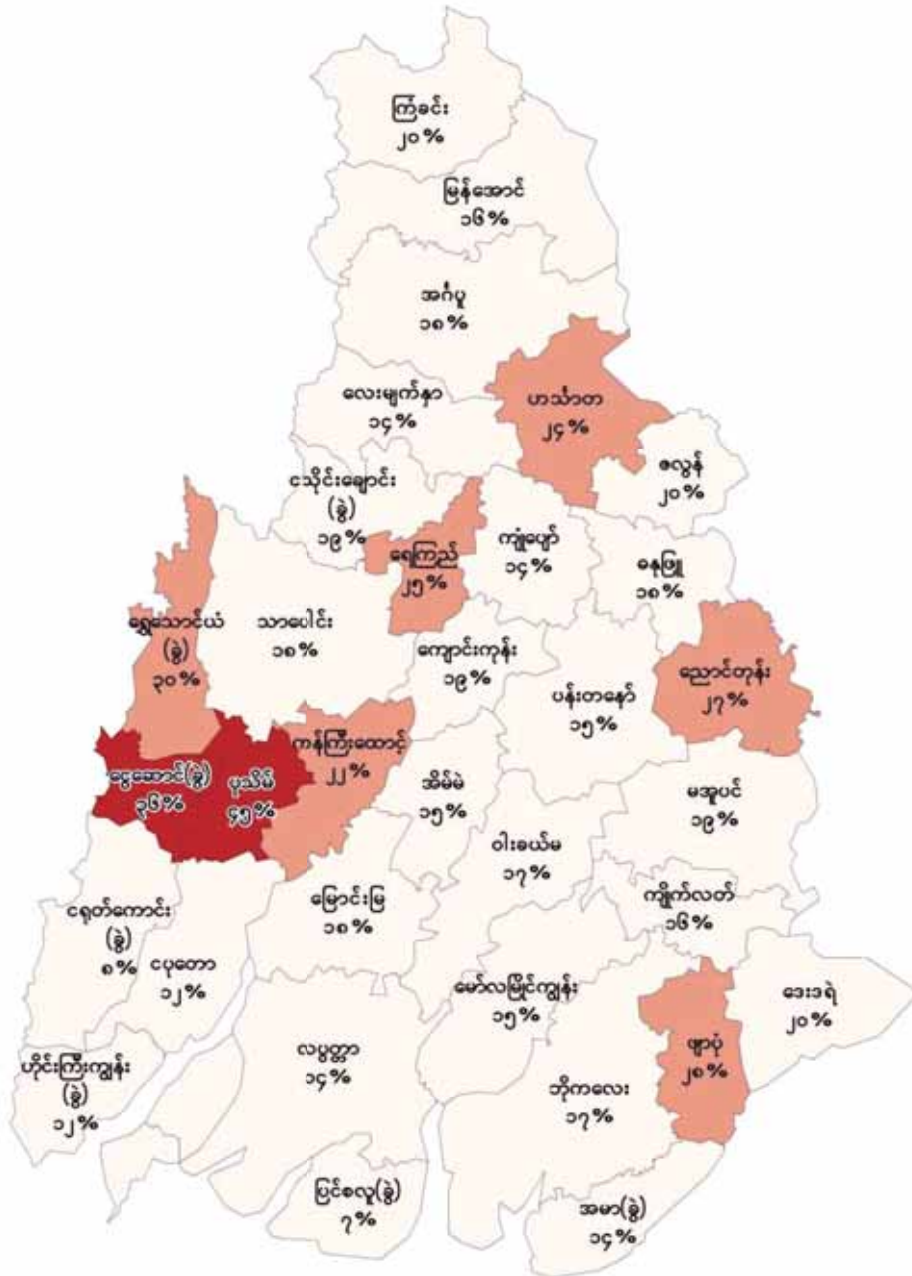 ကြံခင်း
၂၀%
မြန်အောင်
၁၆%
အင်္ဂပူ
၁၈%
လေးမျက်နှာ
၁၄%
ဟင်္သာတ
၂၄%
ဇလွန်
၂၀%
ငသိုင်းချောင်း
(ခွဲ)
၁၉%
ရေကြည်
၂၅%
ကျုံပျော်
၁၄%
ဓနုဖြူ
၁၈%
ရွှေသောင်ယံ
(ခွဲ)
၃၀%
သာပေါင်း
၁၈%
ကျောင်းကုန်း
၁၉%
ပန်းတနော်
၁၅%
ညောင်တုန်း
၂၇%
ငွေဆောင်(ခွဲ)
၃၆%
ပုသိမ်
၄၅%
ကန်ကြီးထောင့်
၂၂%
အိမ်မဲ
၁၅%
မအူပင်
၁၉%
ဝါးခယ်မ
၁၇%
ကျိုက်လတ်
၁၆%
ငရုတ်ကောင်း
(ခွဲ)
၈%
ငပုတော
၁၂%
မြောင်းမြ
၁၈%
မော်လမြိုင်ကျွန်း
၁၅%
ဒေးဒရဲ
၂၀%
ဟိုင်းကြီးကျွန်း
(ခွဲ)
၁၂%
လပွတ္တာ
၁၄%
ဘိုကလေး
၁၇%
ဖျာပုံ
၂၈%
ပြင်စလူ(ခွဲ)
၇%
အမာ(ခွဲ)
၁၄%